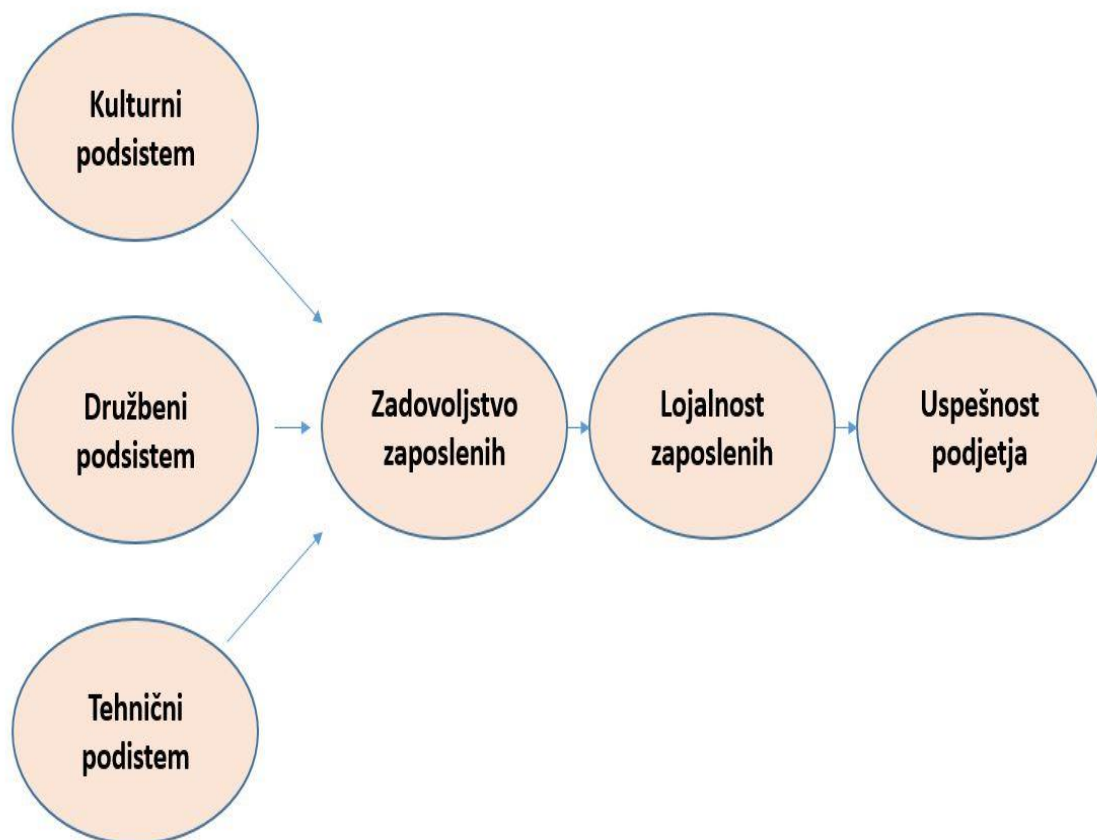 Kulturni
podsistem
Družbeni
podsistem
Zadovoljstvo
zaposlenih
Lojalnost
zaposlenih
Uspešnost
podjetja
Tehnični
podistem